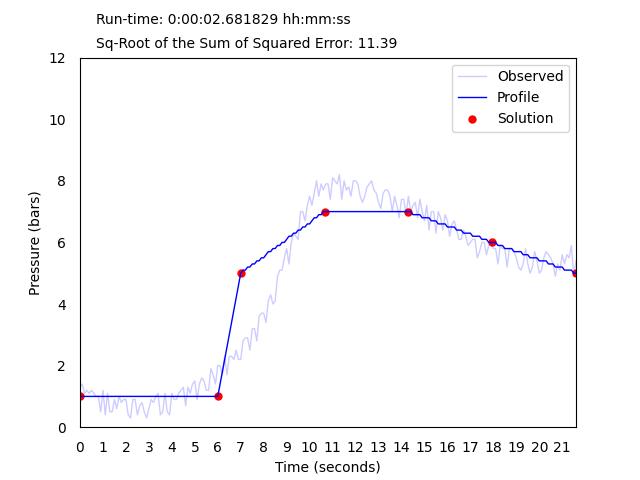 Run-time: 0:00:02.681829 hh:mm:ss
Sq-Root of the Sum of Squared Error: 11.39
12
10
8
6
4
2
0
Pressure (bars)
Observed
Profile
Solution
0 1 2 3 4 5 6 7 8 9 10 11 12 13 14 15 16 17 18 19 20 21
Time (seconds)